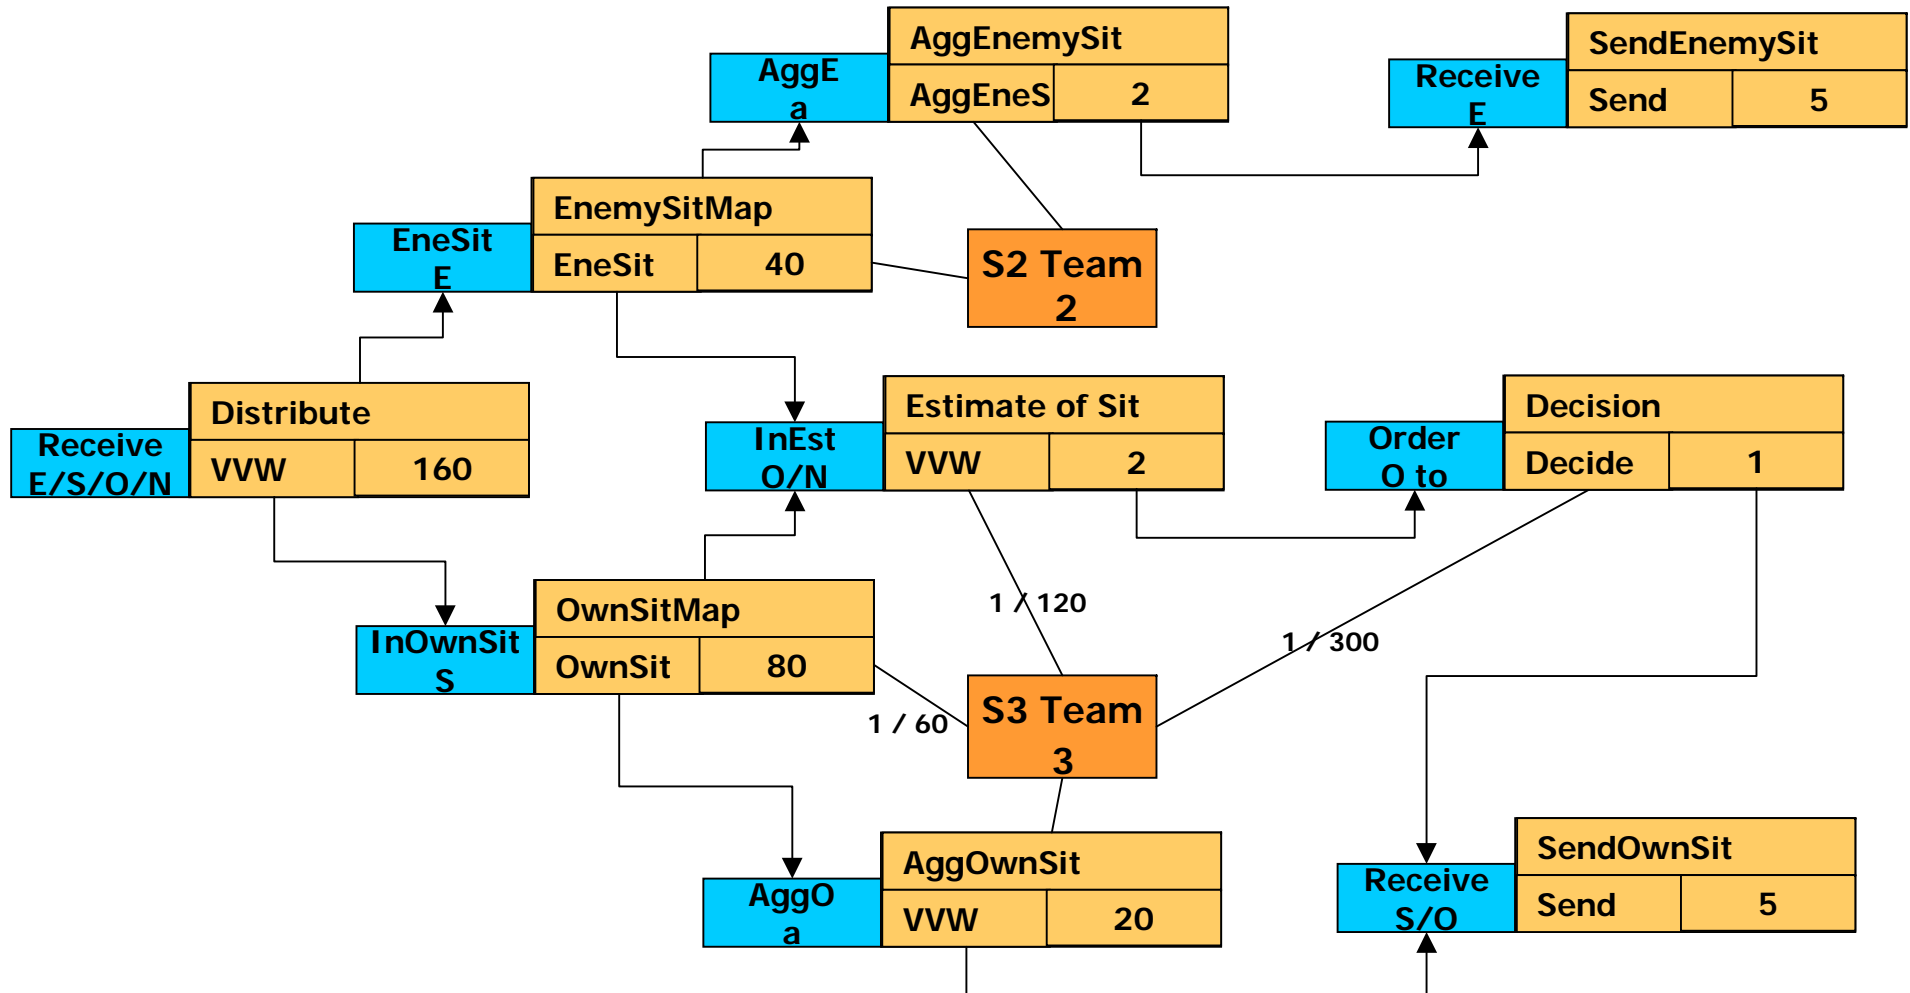 AggEnemySit
AggE
a
AggEneS 2
SendEnemySit
Receive
E
Send 5
EnemySitMap
EneSit
E
EneSit 40
S2 Team
2
Distribute
Receive
E/S/O/N
VVW 160
Estimate of Sit
InEst
O/N
VVW 2
Decision
Order
O to
Decide 1
OwnSitMap
InOwnSit
S
OwnSit 80
1 / 120
1 / 300
1 / 60
S3 Team
3
AggOwnSit
AggO
a
VVW 20
SendOwnSit
Receive
S/O
Send 5